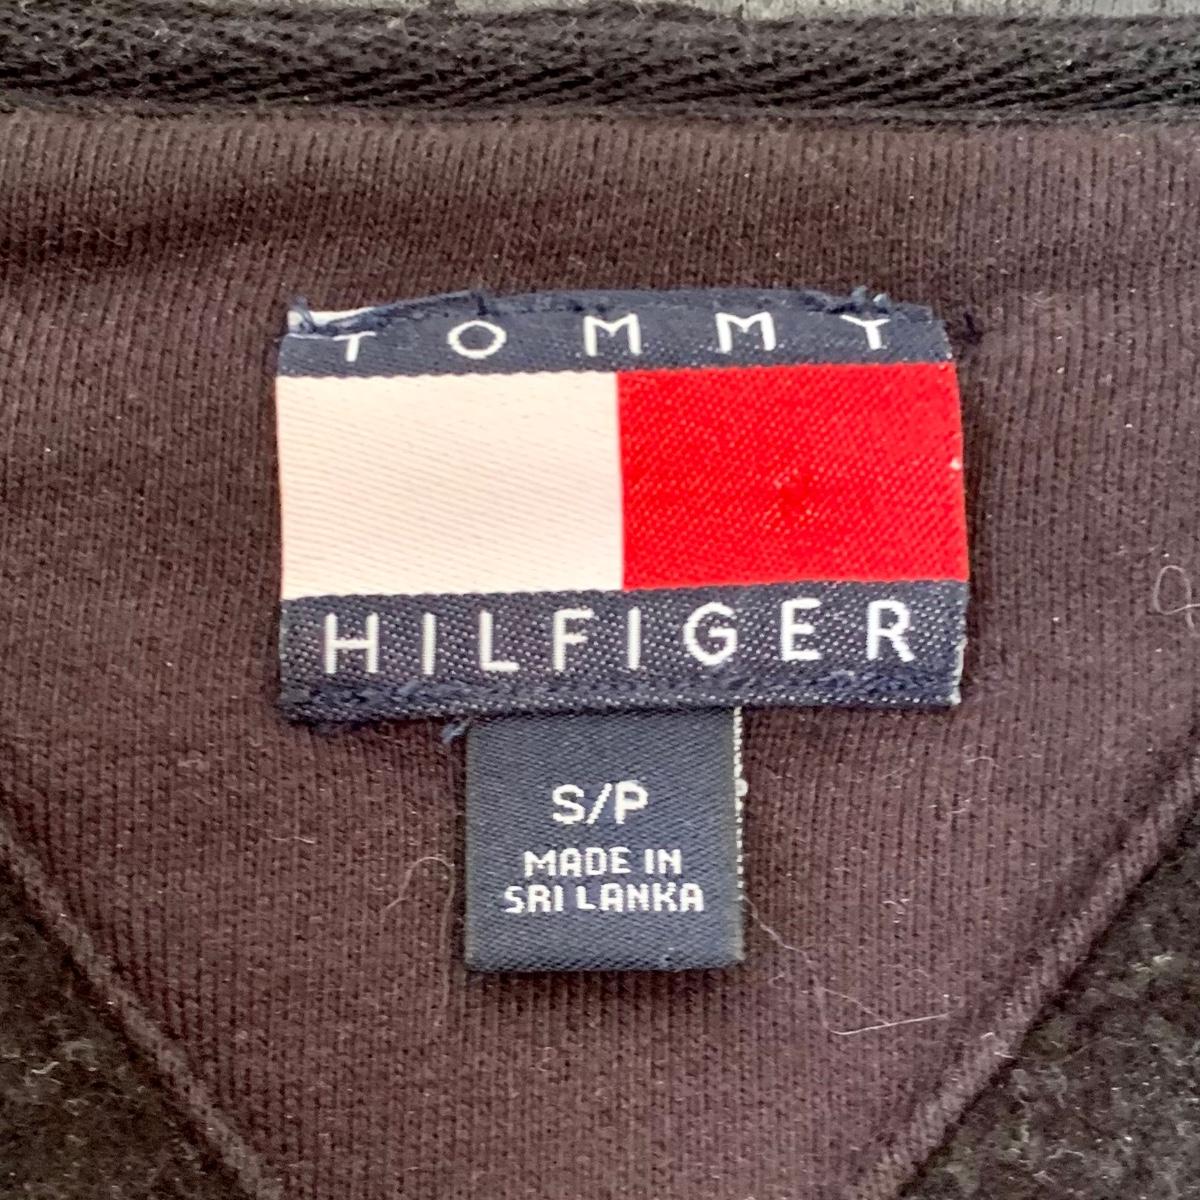 TOMMY
HILFIGER
S/P
MADE IN
SRI LANKA